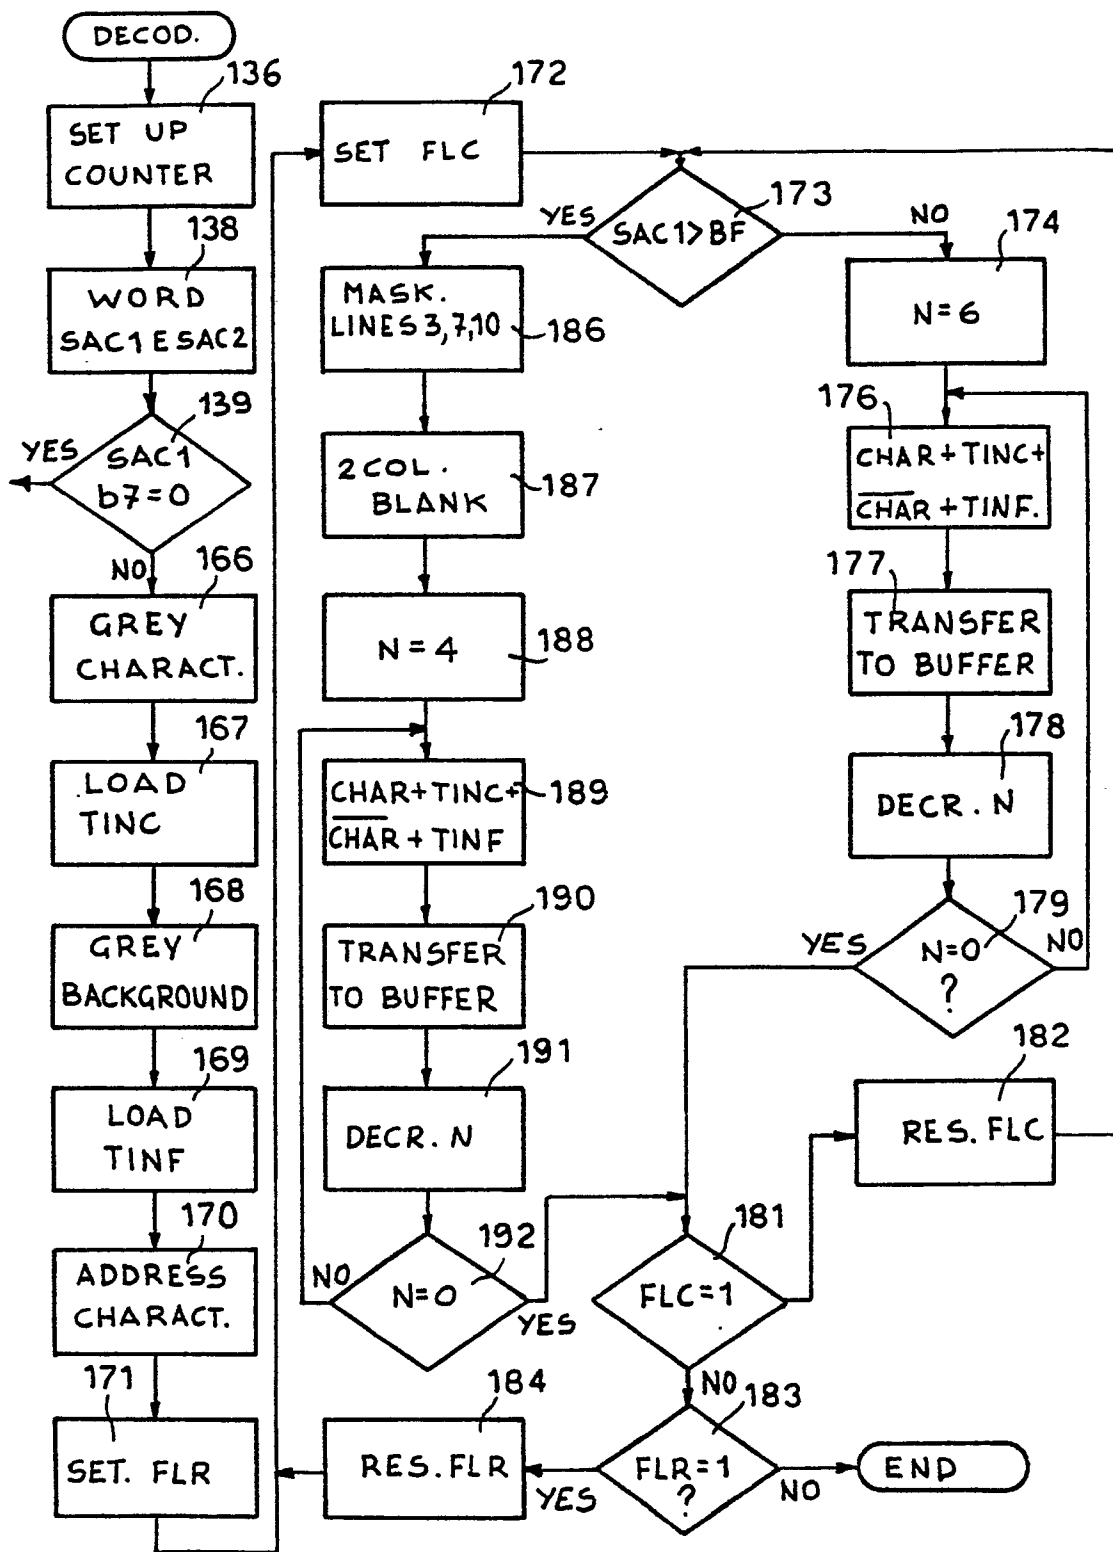 DECOD.
136
SET UP
COUNTER
138
WORD
SAC1 E SAC2
139
YES
SAC1
b7=0
NO
166
GREY
CHARACT.
167
LOAD
TINC
168
GREY
BACKGROUND
169
LOAD
TINF
170
ADDRESS
CHARACT.
171
SET. FLR
172
SET FLC
173
YES
SAC1>BF
NO
MASK.
LINES 3,7,10
186
2 COL.
BLANK
187
N=4
188
CHAR+TINC+
CHAR+TINF
189
190
TRANSFER
TO BUFFER
191
DECR. N
192
NO
N=0
YES
174
N=6
176
CHAR+TINC+
CHAR+TINF.
177
TRANSFER
TO BUFFER
178
DECR. N
179
YES
N=0
?
NO
182
RES. FLC
181
FLC=1
NO
183
FLR=1
?
YES
NO
184
RES. FLR
END